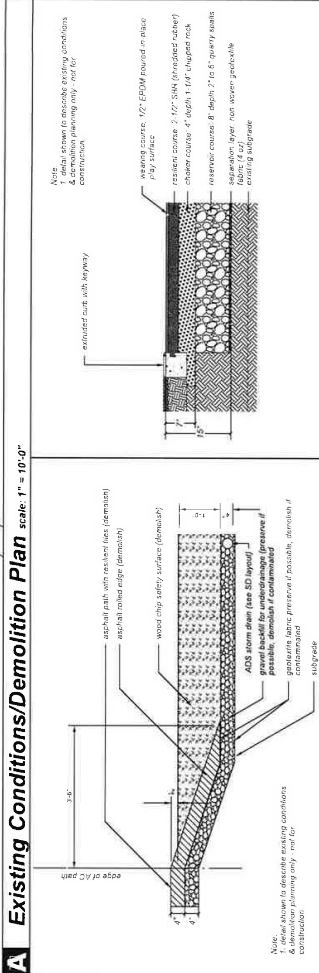 A Existing Conditions/Demolition Plan scale: 1" = 10'-0"
edge of AC path
3'-6"
2"
4"
4"
asphalt path with resilient tiles (demolish)
asphalt rolled edge (demolish)
wood chip safety surface (demolish)
1'-0"
4"
ADS storm drain (see SD layout)
gravel backfill for underdrainage (preserve if
possible, demolish if contaminated
geotextile fabric preserve if possible, demolish if
contaminated
subgrade
Note:
1. detail shown to describe existing conditions
& demolition planning only - not for
construction.
extruded curb with keyway
7"
15"
Note:
1. detail shown to describe existing conditions
& demolition planning only - not for
construction.
wearing course, 1/2" EPDM poured in place
play surface
resilient course: 2 1/2" SBR (shredded rubber)
choker course: 4" depth 1-1/4" chipped rock
reservoir course: 8" depth 2" to 6" quarry spalls
separation layer: non woven geotextile
fabric (4 oz)
existing subgrade